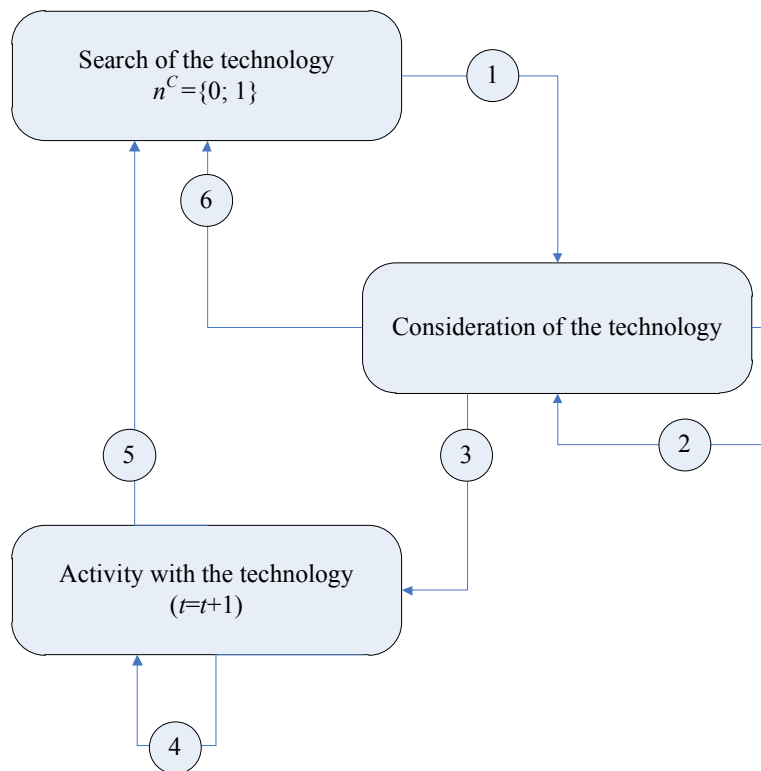 Search of the technology
n^C={0; 1}
1
6
Consideration of the technology
5
3
2
Activity with the technology
(t=t+1)
4